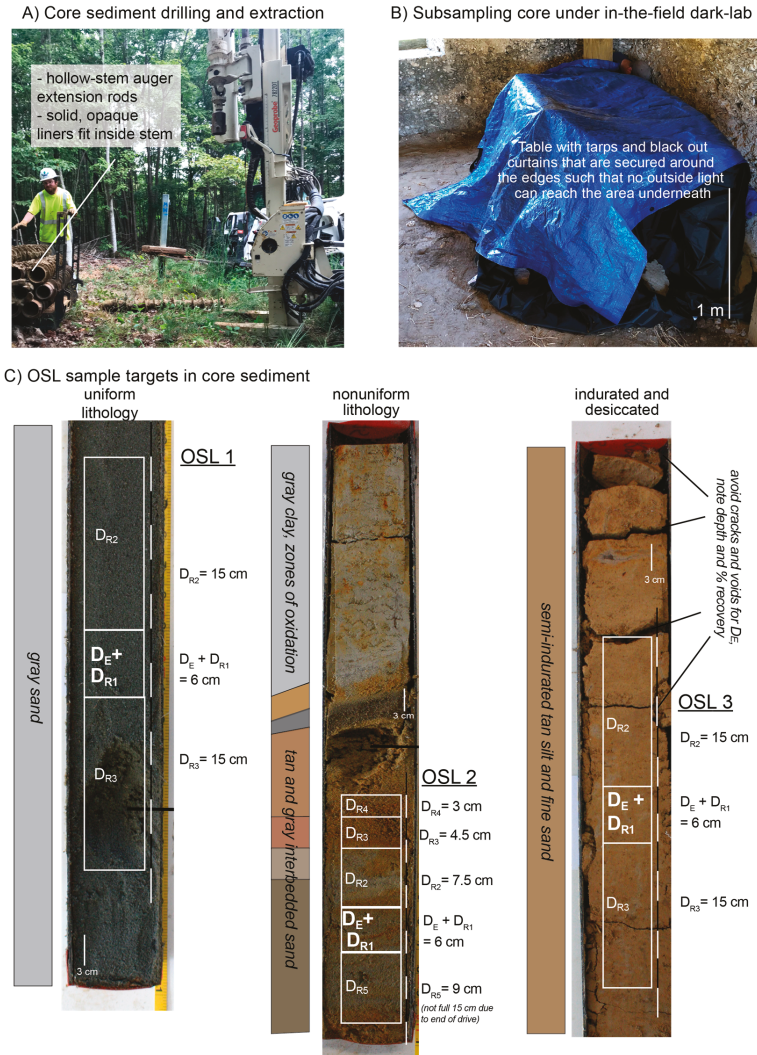 A) Core sediment drilling and extraction
- hollow-stem auger
extension rods
- solid, opaque
liners fit inside stem
Geoprobe 7822DT
B) Subsampling core under in-the-field dark-lab
Table with tarps and black out
curtains that are secured around
the edges such that no outside light
can reach the area underneath
1 m
C) OSL sample targets in core sediment
uniform
lithology
gray sand
OSL 1
DR2
DR2= 15 cm
DE+
DR1
DE + DR1
= 6 cm
DR3
DR3= 15 cm
3 cm
nonuniform
lithology
gray clay, zones of oxidation
tan and gray interbedded sand
3 cm
OSL 2
DR4
DR4= 3 cm
DR3
DR3= 4.5 cm
DR2
DR2= 7.5 cm
DE+
DR1
DE + DR1
= 6 cm
DR5
DR5= 9 cm
(not full 15 cm due
to end of drive)
indurated and
desiccated
semi-indurated tan silt and fine sand
avoid cracks and voids for DE,
note depth and % recovery
3 cm
OSL 3
DR2
DR2= 15 cm
DE +
DR1
DE + DR1
= 6 cm
DR3
DR3= 15 cm